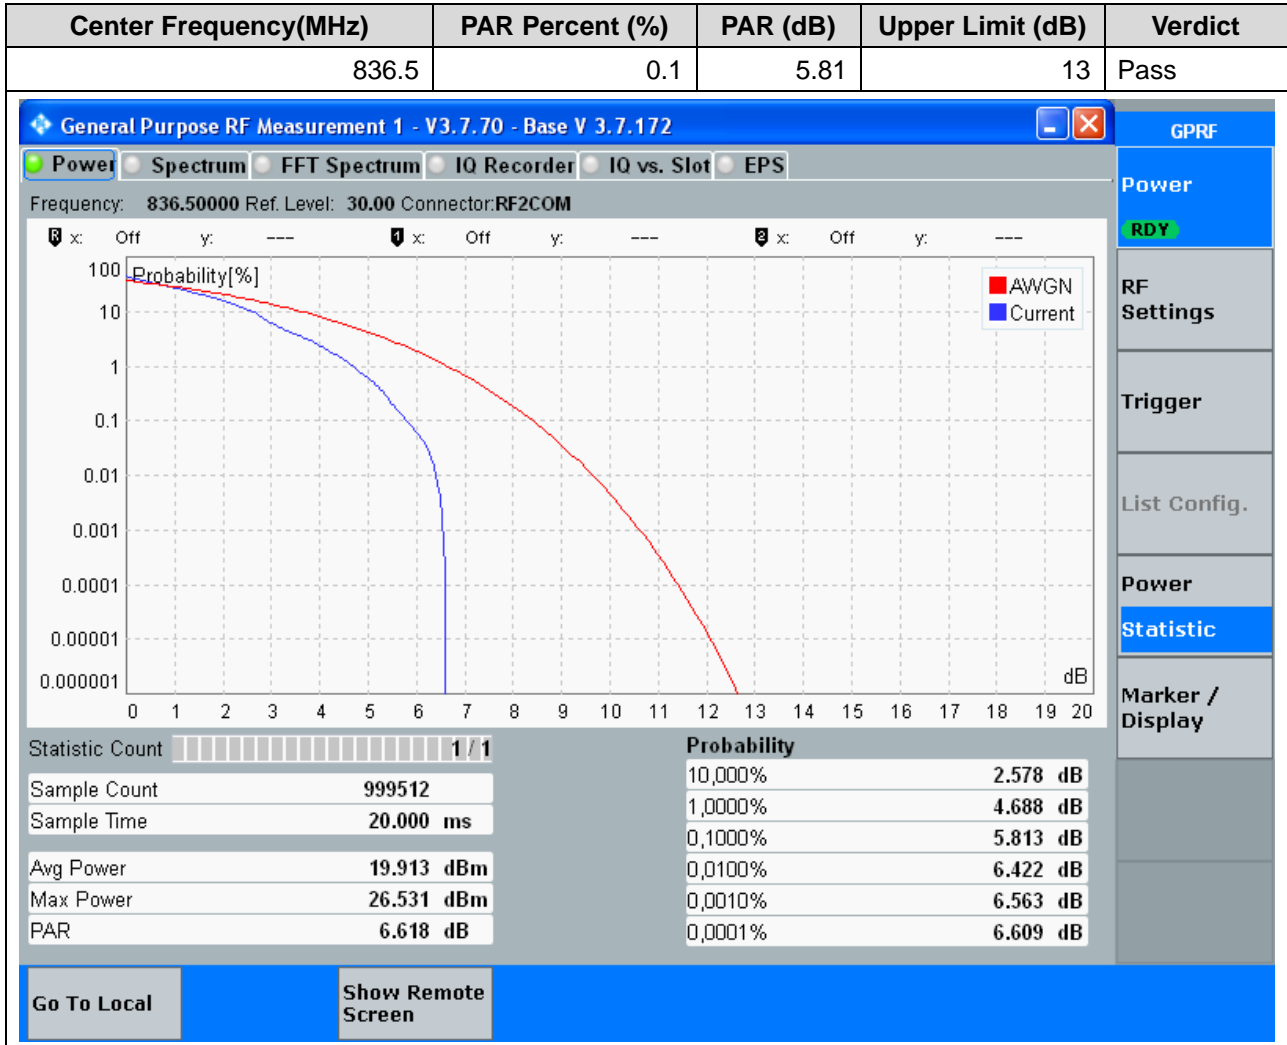 Center Frequency(MHz) PAR Percent (%) PAR (dB) Upper Limit (dB) Verdict
836.5 0.1 5.81 13 Pass
General Purpose RF Measurement 1 - V3.7.70 - Base V 3.7.172
GPRF
Power Spectrum FFT Spectrum IQ Recorder IQ vs. Slot EPS
Power
RDY
Frequency: 836.50000 Ref. Level: 30.00 Connector:RF2COM
R x: Off y: --- 1 x: Off y: --- 2 x: Off y: ---
Probability[%]
AWGN
Current
100
10
1
0.1
0.01
0.001
0.0001
0.00001
0.000001
dB
0 1 2 3 4 5 6 7 8 9 10 11 12 13 14 15 16 17 18 19 20
RF
Settings
Trigger
List Config.
Power
Statistic
Marker /
Display
Statistic Count 1 / 1
Sample Count 999512
Sample Time 20.000 ms
Avg Power 19.913 dBm
Max Power 26.531 dBm
PAR 6.618 dB
Probability
10,000% 2.578 dB
1,0000% 4.688 dB
0,1000% 5.813 dB
0,0100% 6.422 dB
0,0010% 6.563 dB
0,0001% 6.609 dB
Go To Local
Show Remote
Screen